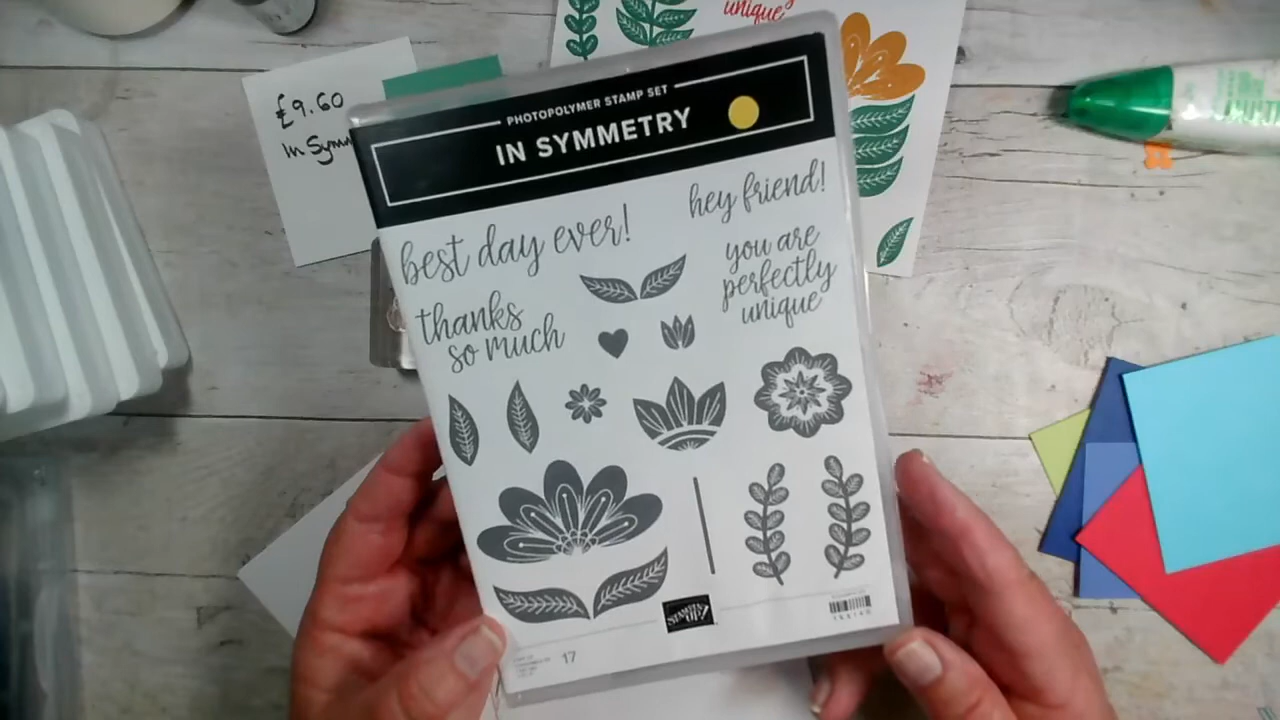 unique
£9.60
In Symm
PHOTOPOLYMER STAMP SET
IN SYMMETRY
hey friend!
best day ever!
you are
perfectly
unique
thanks
so much
STAMPIN'
UP!
17